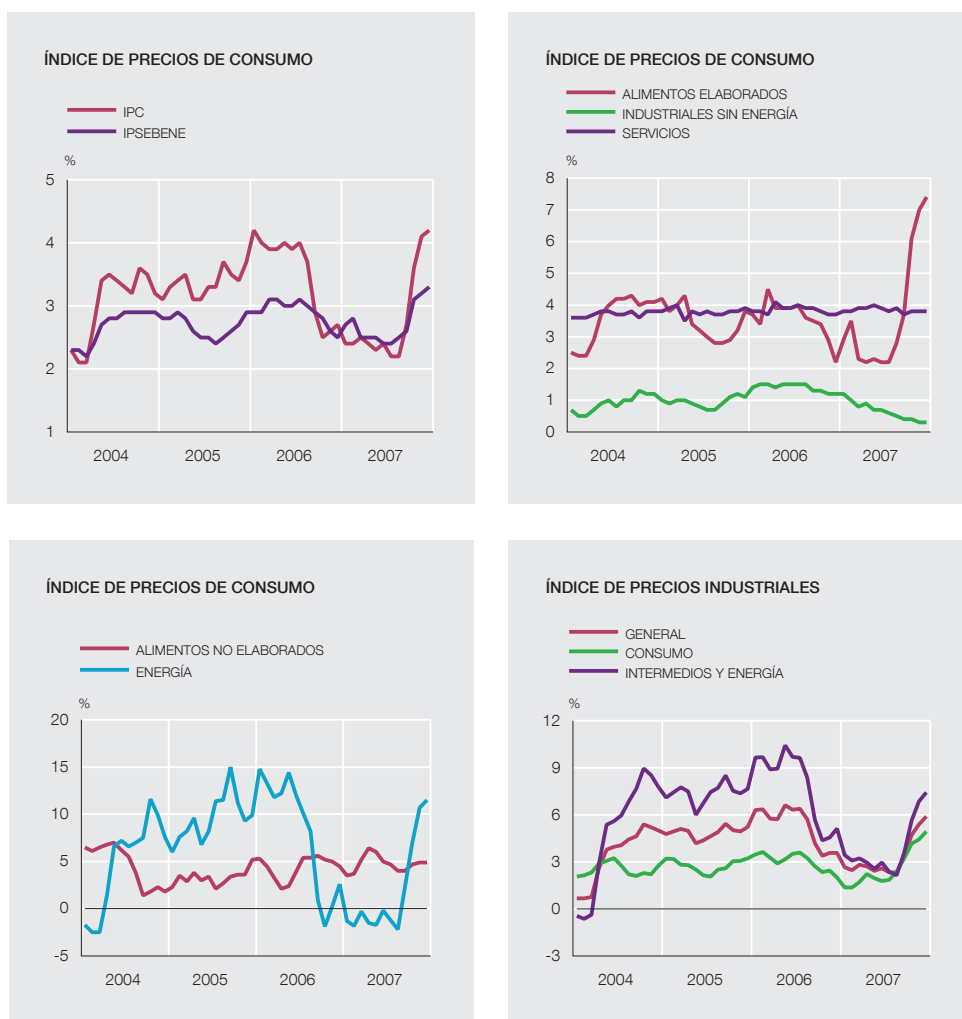 ÍNDICE DE PRECIOS DE CONSUMO
IPC
IPSEBENE
%
5
4
3
2
1
2004 2005 2006 2007
ÍNDICE DE PRECIOS DE CONSUMO
ALIMENTOS ELABORADOS
INDUSTRIALES SIN ENERGÍA
SERVICIOS
%
8
7
6
5
4
3
2
1
0
2004 2005 2006 2007
ÍNDICE DE PRECIOS DE CONSUMO
ALIMENTOS NO ELABORADOS
ENERGÍA
%
20
15
10
5
0
-5
2004 2005 2006 2007
ÍNDICE DE PRECIOS INDUSTRIALES
GENERAL
CONSUMO
INTERMEDIOS Y ENERGÍA
%
12
9
6
3
0
-3
2004 2005 2006 2007